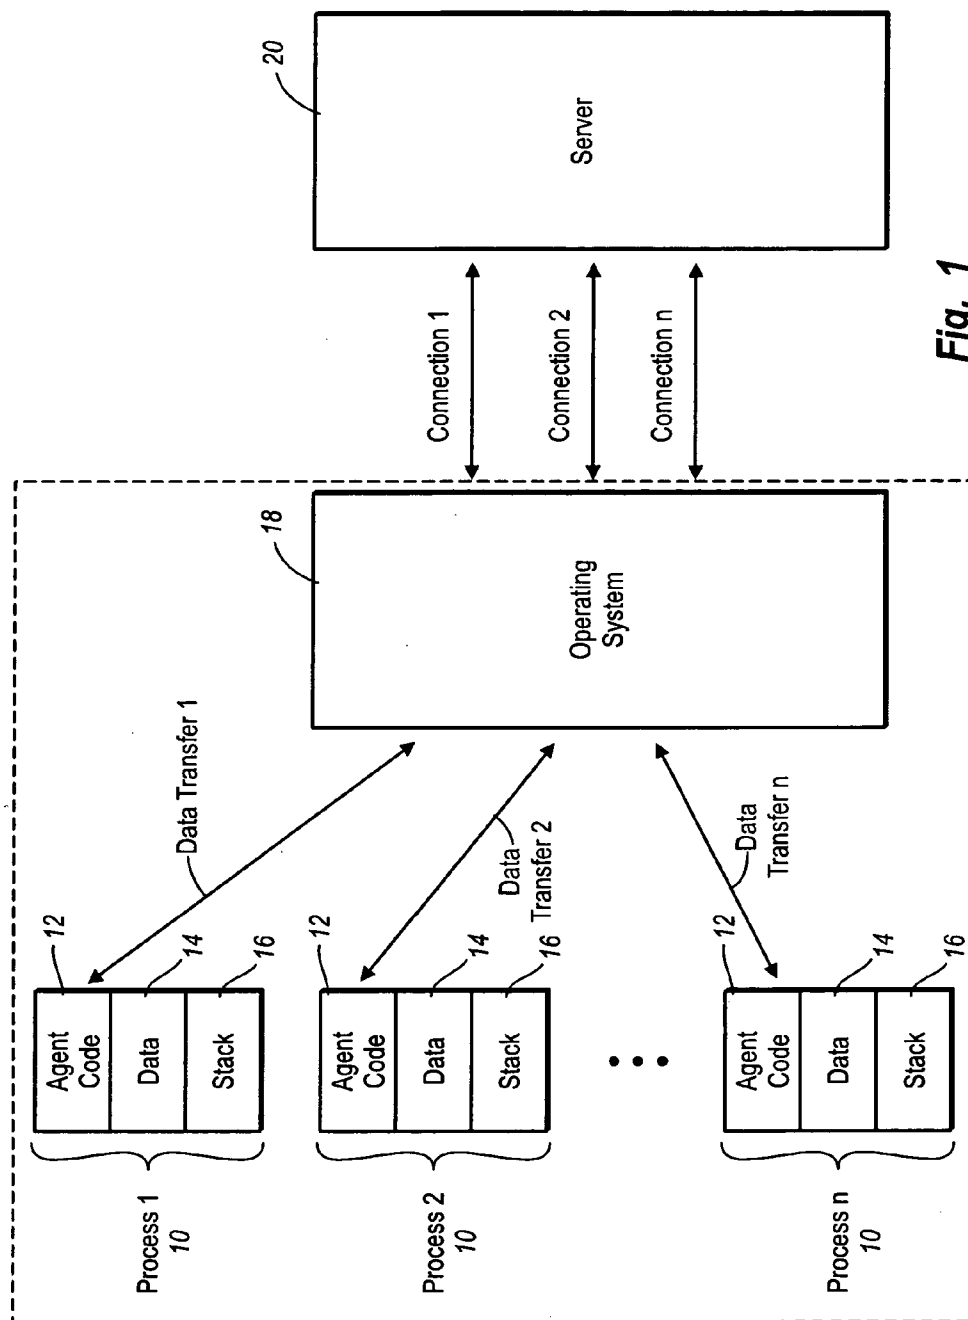 Process 1
10
Agent
Code
Data
Stack
12
14
16
Data Transfer 1
Process 2
10
Agent
Code
Data
Stack
12
14
16
Data
Transfer 2
Process n
10
Agent
Code
Data
Stack
12
14
16
Data
Transfer n
18
Operating
System
Connection 1
Connection 2
Connection n
20
Server
Fig. 1